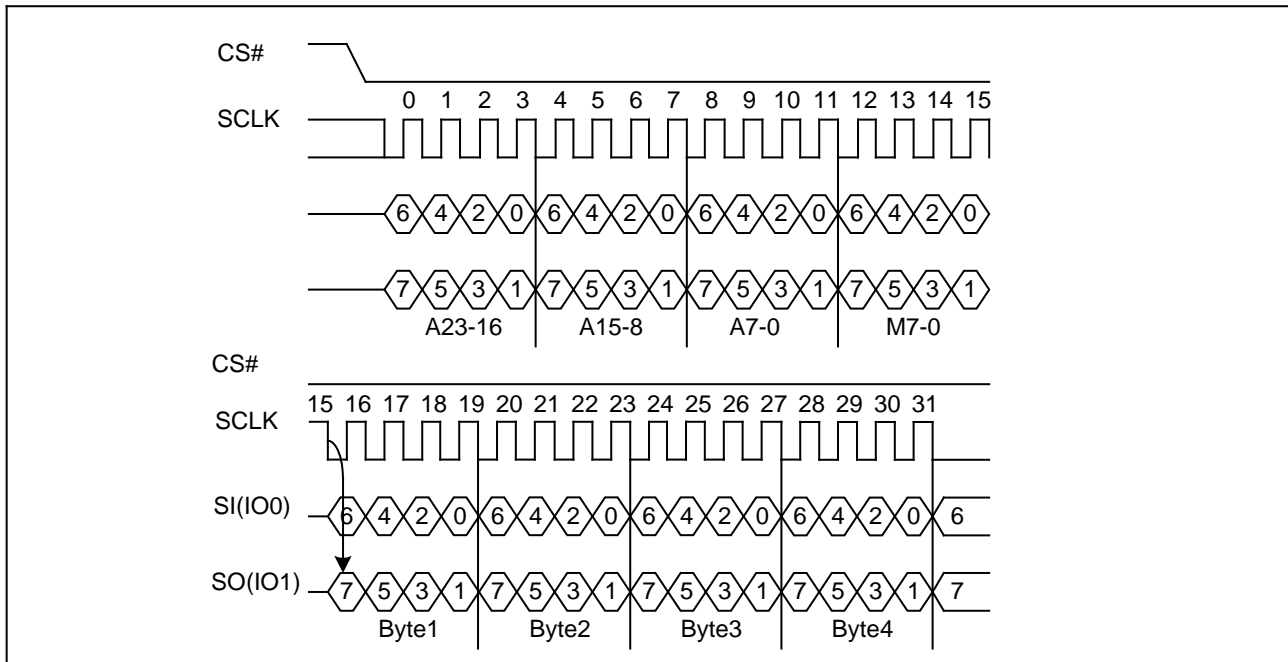 CS#
0 1 2 3 4 5 6 7 8 9 10 11 12 13 14 15
SCLK
6 4 2 0 6 4 2 0 6 4 2 0 6 4 2 0
7 5 3 1 7 5 3 1 7 5 3 1 7 5 3 1
A23-16 A15-8 A7-0 M7-0
CS#
15 16 17 18 19 20 21 22 23 24 25 26 27 28 29 30 31
SCLK
SI(IO0) 6 4 2 0 6 4 2 0 6 4 2 0 6 4 2 0 6
SO(IO1) 7 5 3 1 7 5 3 1 7 5 3 1 7 5 3 1 7
Byte1 Byte2 Byte3 Byte4